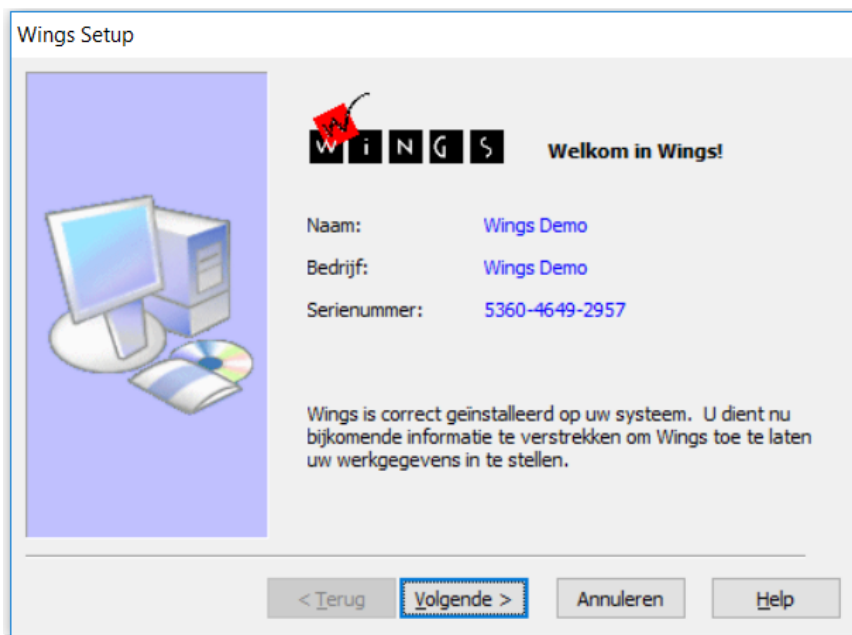 Wings Setup
WiNGS
Welkom in Wings!
Naam: Wings Demo
Bedrijf: Wings Demo
Serienummer: 5360-4649-2957
Wings is correct geïnstalleerd op uw systeem. U dient nu
bijkomende informatie te verstrekken om Wings toe te laten
uw werkgegevens in te stellen.
< Terug Volgende > Annuleren Help